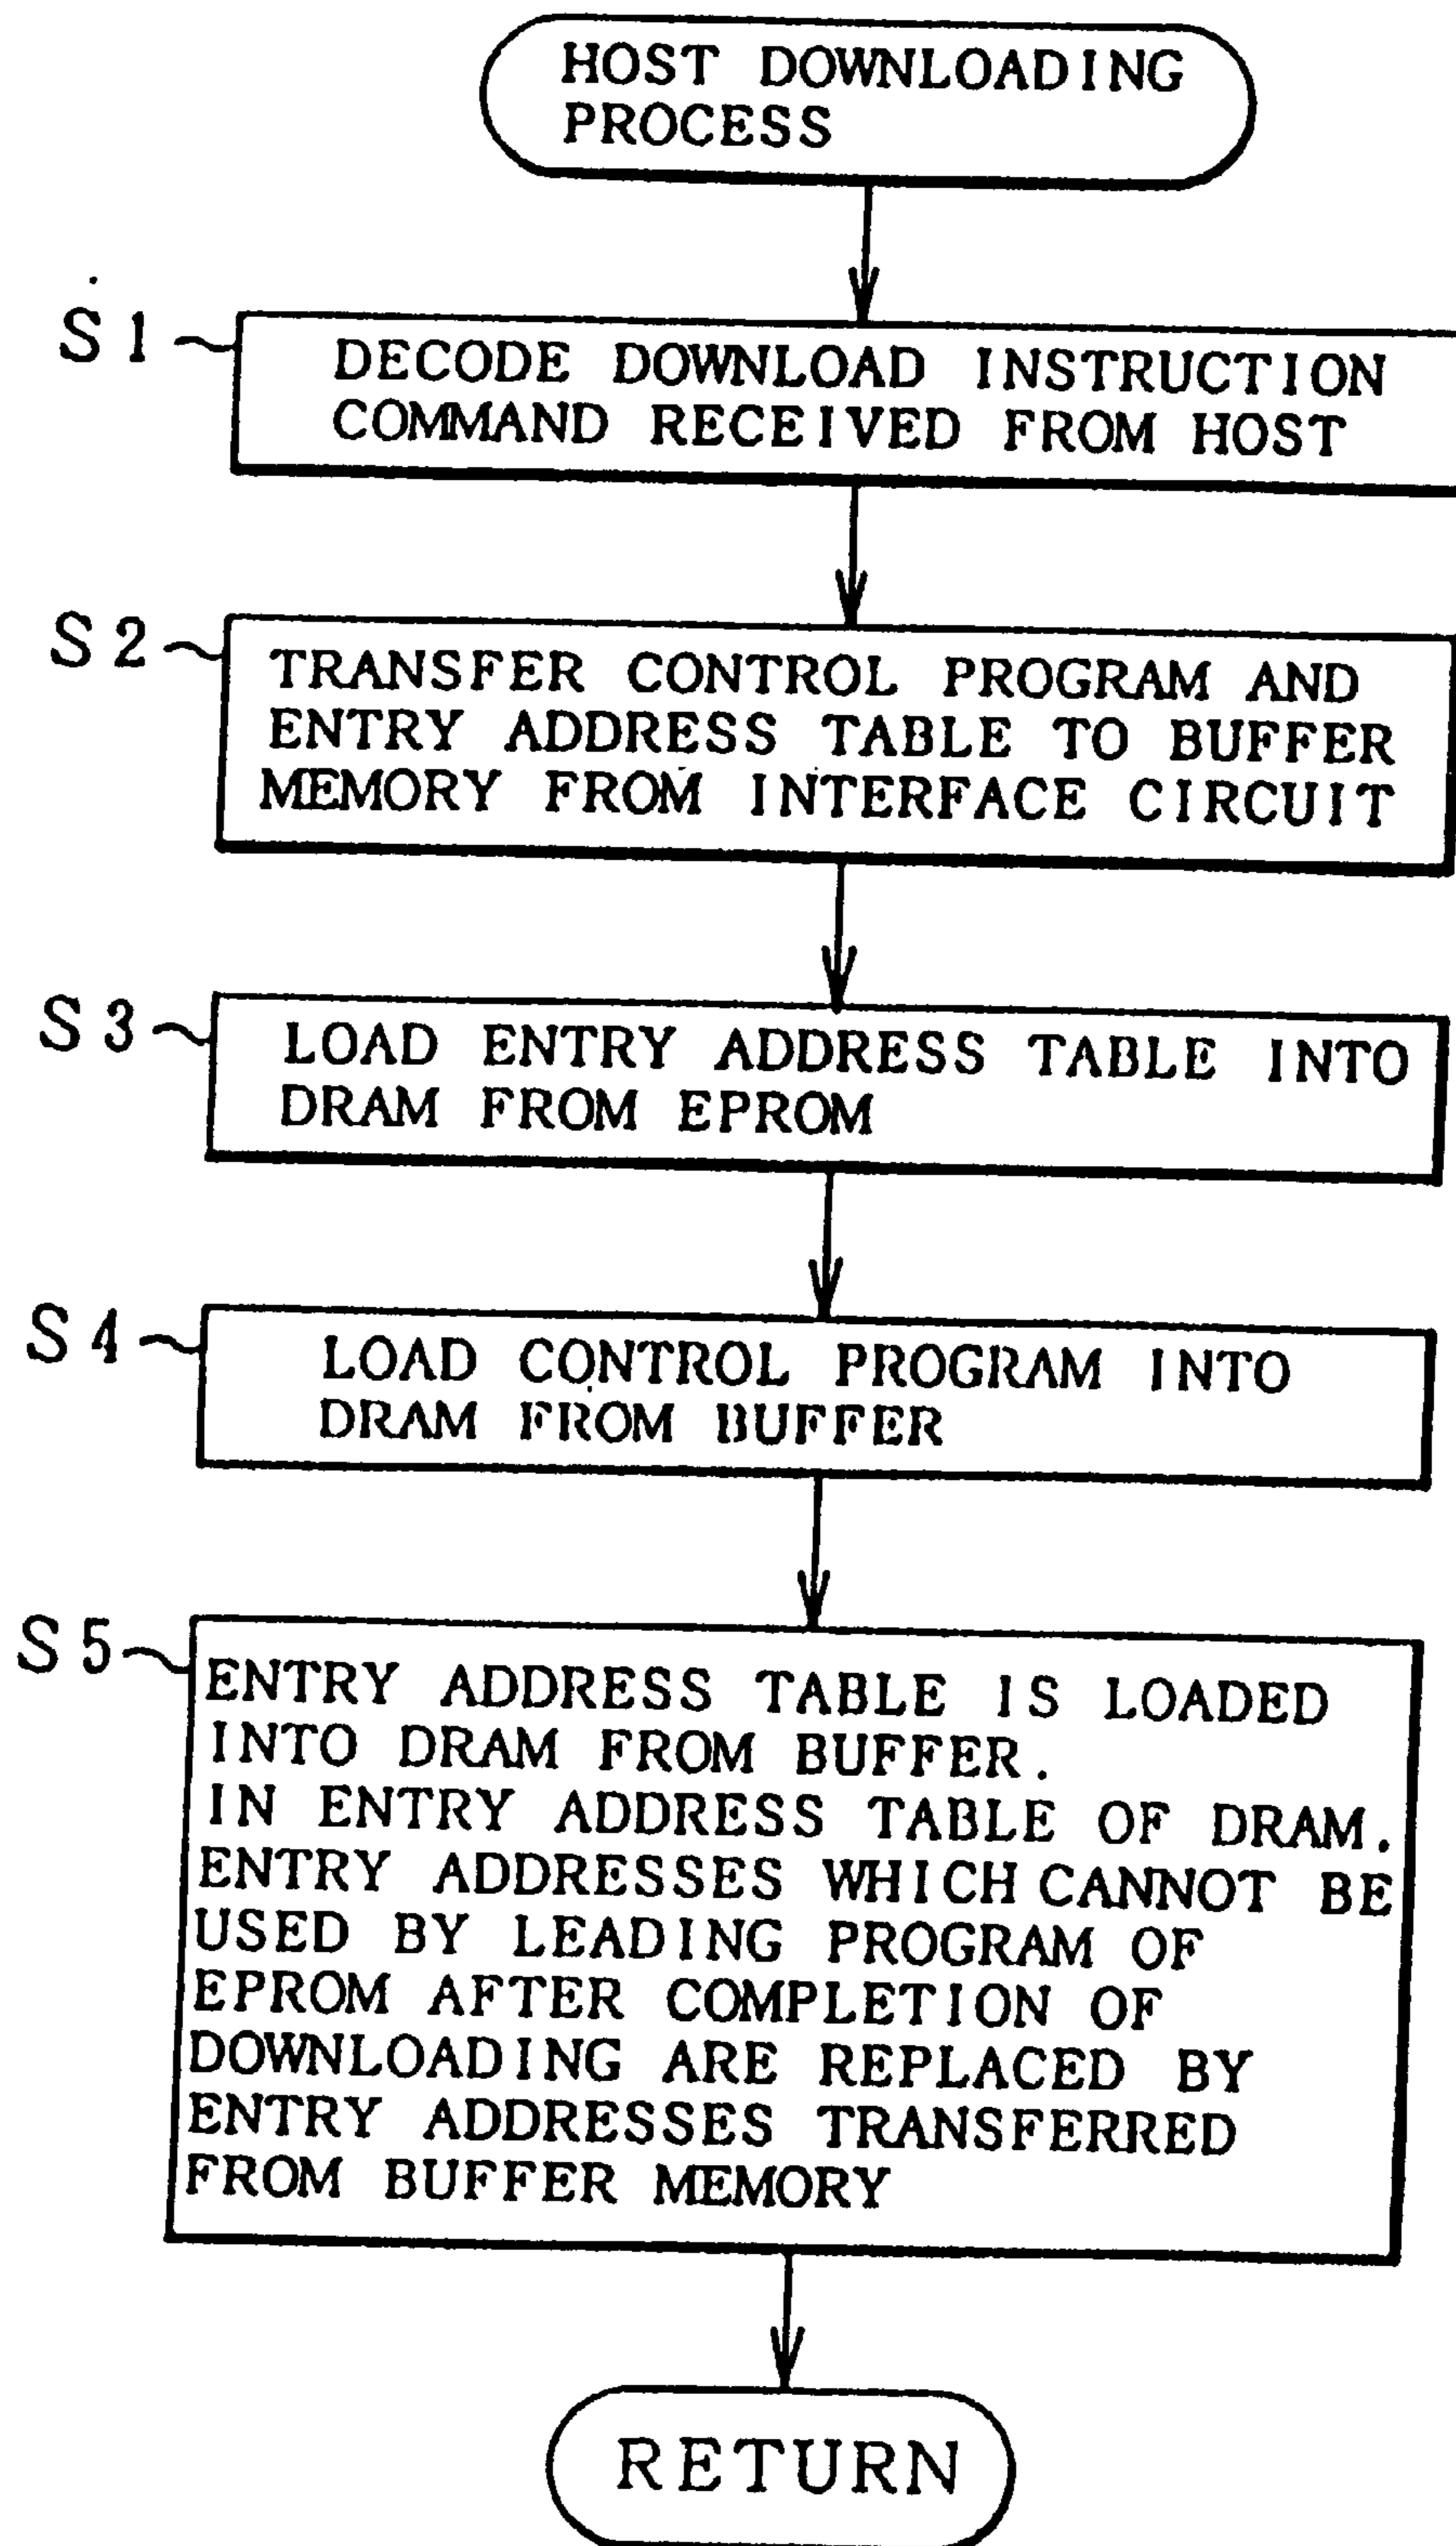 HOST DOWNLOADING
PROCESS
S1
DECODE DOWNLOAD INSTRUCTION
COMMAND RECEIVED FROM HOST
S2
TRANSFER CONTROL PROGRAM AND
ENTRY ADDRESS TABLE TO BUFFER
MEMORY FROM INTERFACE CIRCUIT
S3
LOAD ENTRY ADDRESS TABLE INTO
DRAM FROM EPROM
S4
LOAD CONTROL PROGRAM INTO
DRAM FROM BUFFER
S5
ENTRY ADDRESS TABLE IS LOADED
INTO DRAM FROM BUFFER.
IN ENTRY ADDRESS TABLE OF DRAM.
ENTRY ADDRESSES WHICH CANNOT BE
USED BY LEADING PROGRAM OF
EPROM AFTER COMPLETION OF
DOWNLOADING ARE REPLACED BY
ENTRY ADDRESSES TRANSFERRED
FROM BUFFER MEMORY
RETURN